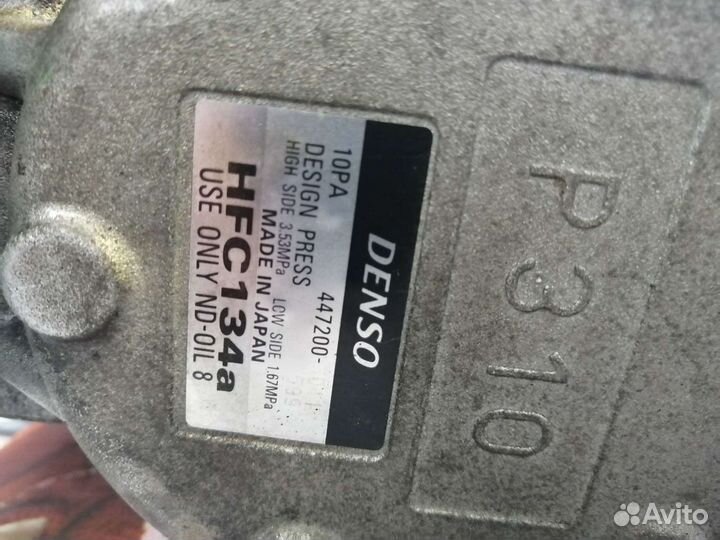 DENSO
10PA 447200-
DESIGN PRESS
HIGH SIDE 3.53MPa LOW SIDE 1.67MPa
MADE IN JAPAN
HFC134a
USE ONLY ND-OIL 8
P310
Avito